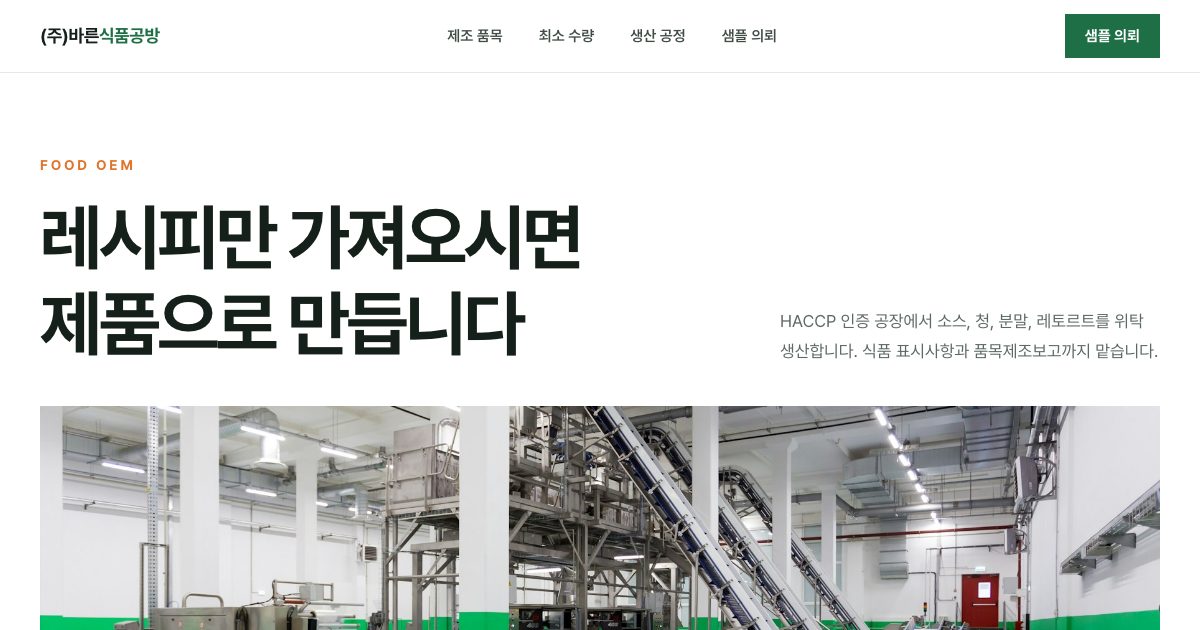 (주)바른식품공방
제조 품목
최소 수량
생산 공정
샘플 의뢰
샘플 의뢰
FOOD OEM
레시피만 가져오시면
제품으로 만듭니다
HACCP 인증 공장에서 소스, 청, 분말, 레토르트를 위탁
생산합니다. 식품 표시사항과 품목제조보고까지 맡습니다.